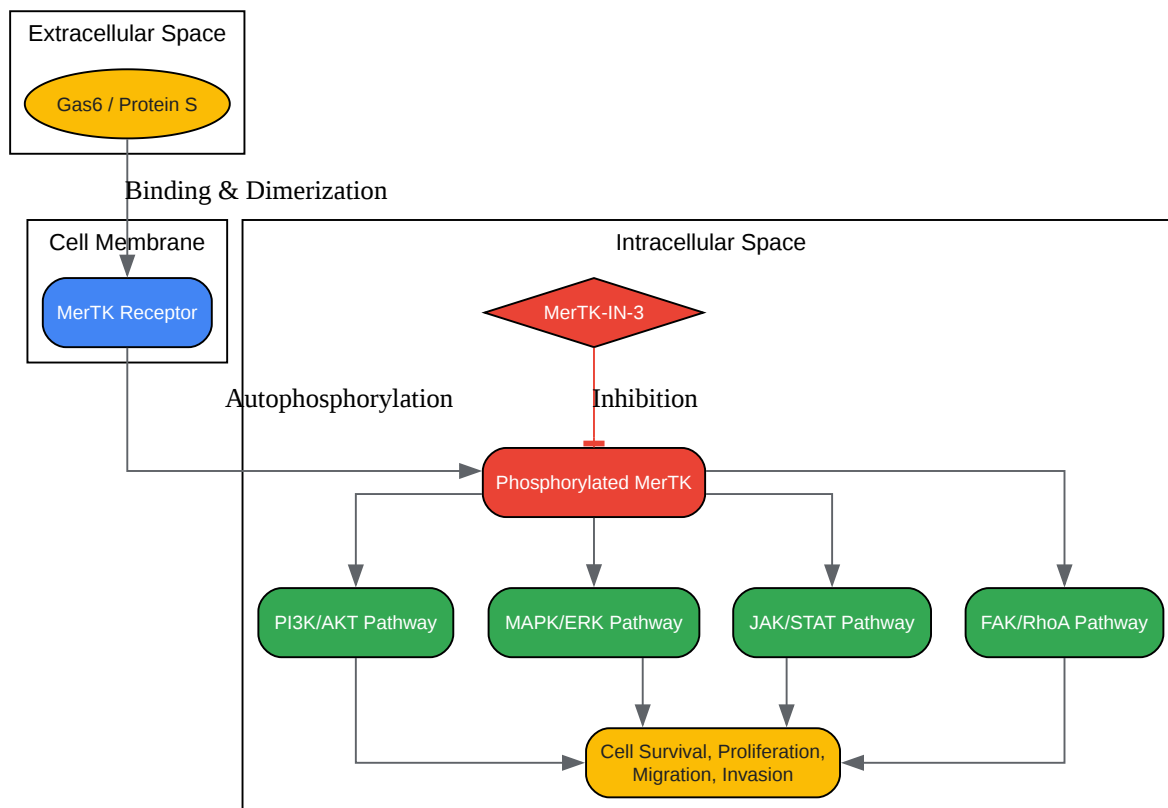 Extracellular Space
Gas6 / Protein S
Binding & Dimerization
Cell Membrane
Intracellular Space
MerTK Receptor
MerTK-IN-3
Autophosphorylation
Inhibition
Phosphorylated MerTK
PI3K/AKT Pathway
MAPK/ERK Pathway
JAK/STAT Pathway
FAK/RhoA Pathway
Cell Survival, Proliferation,
Migration, Invasion